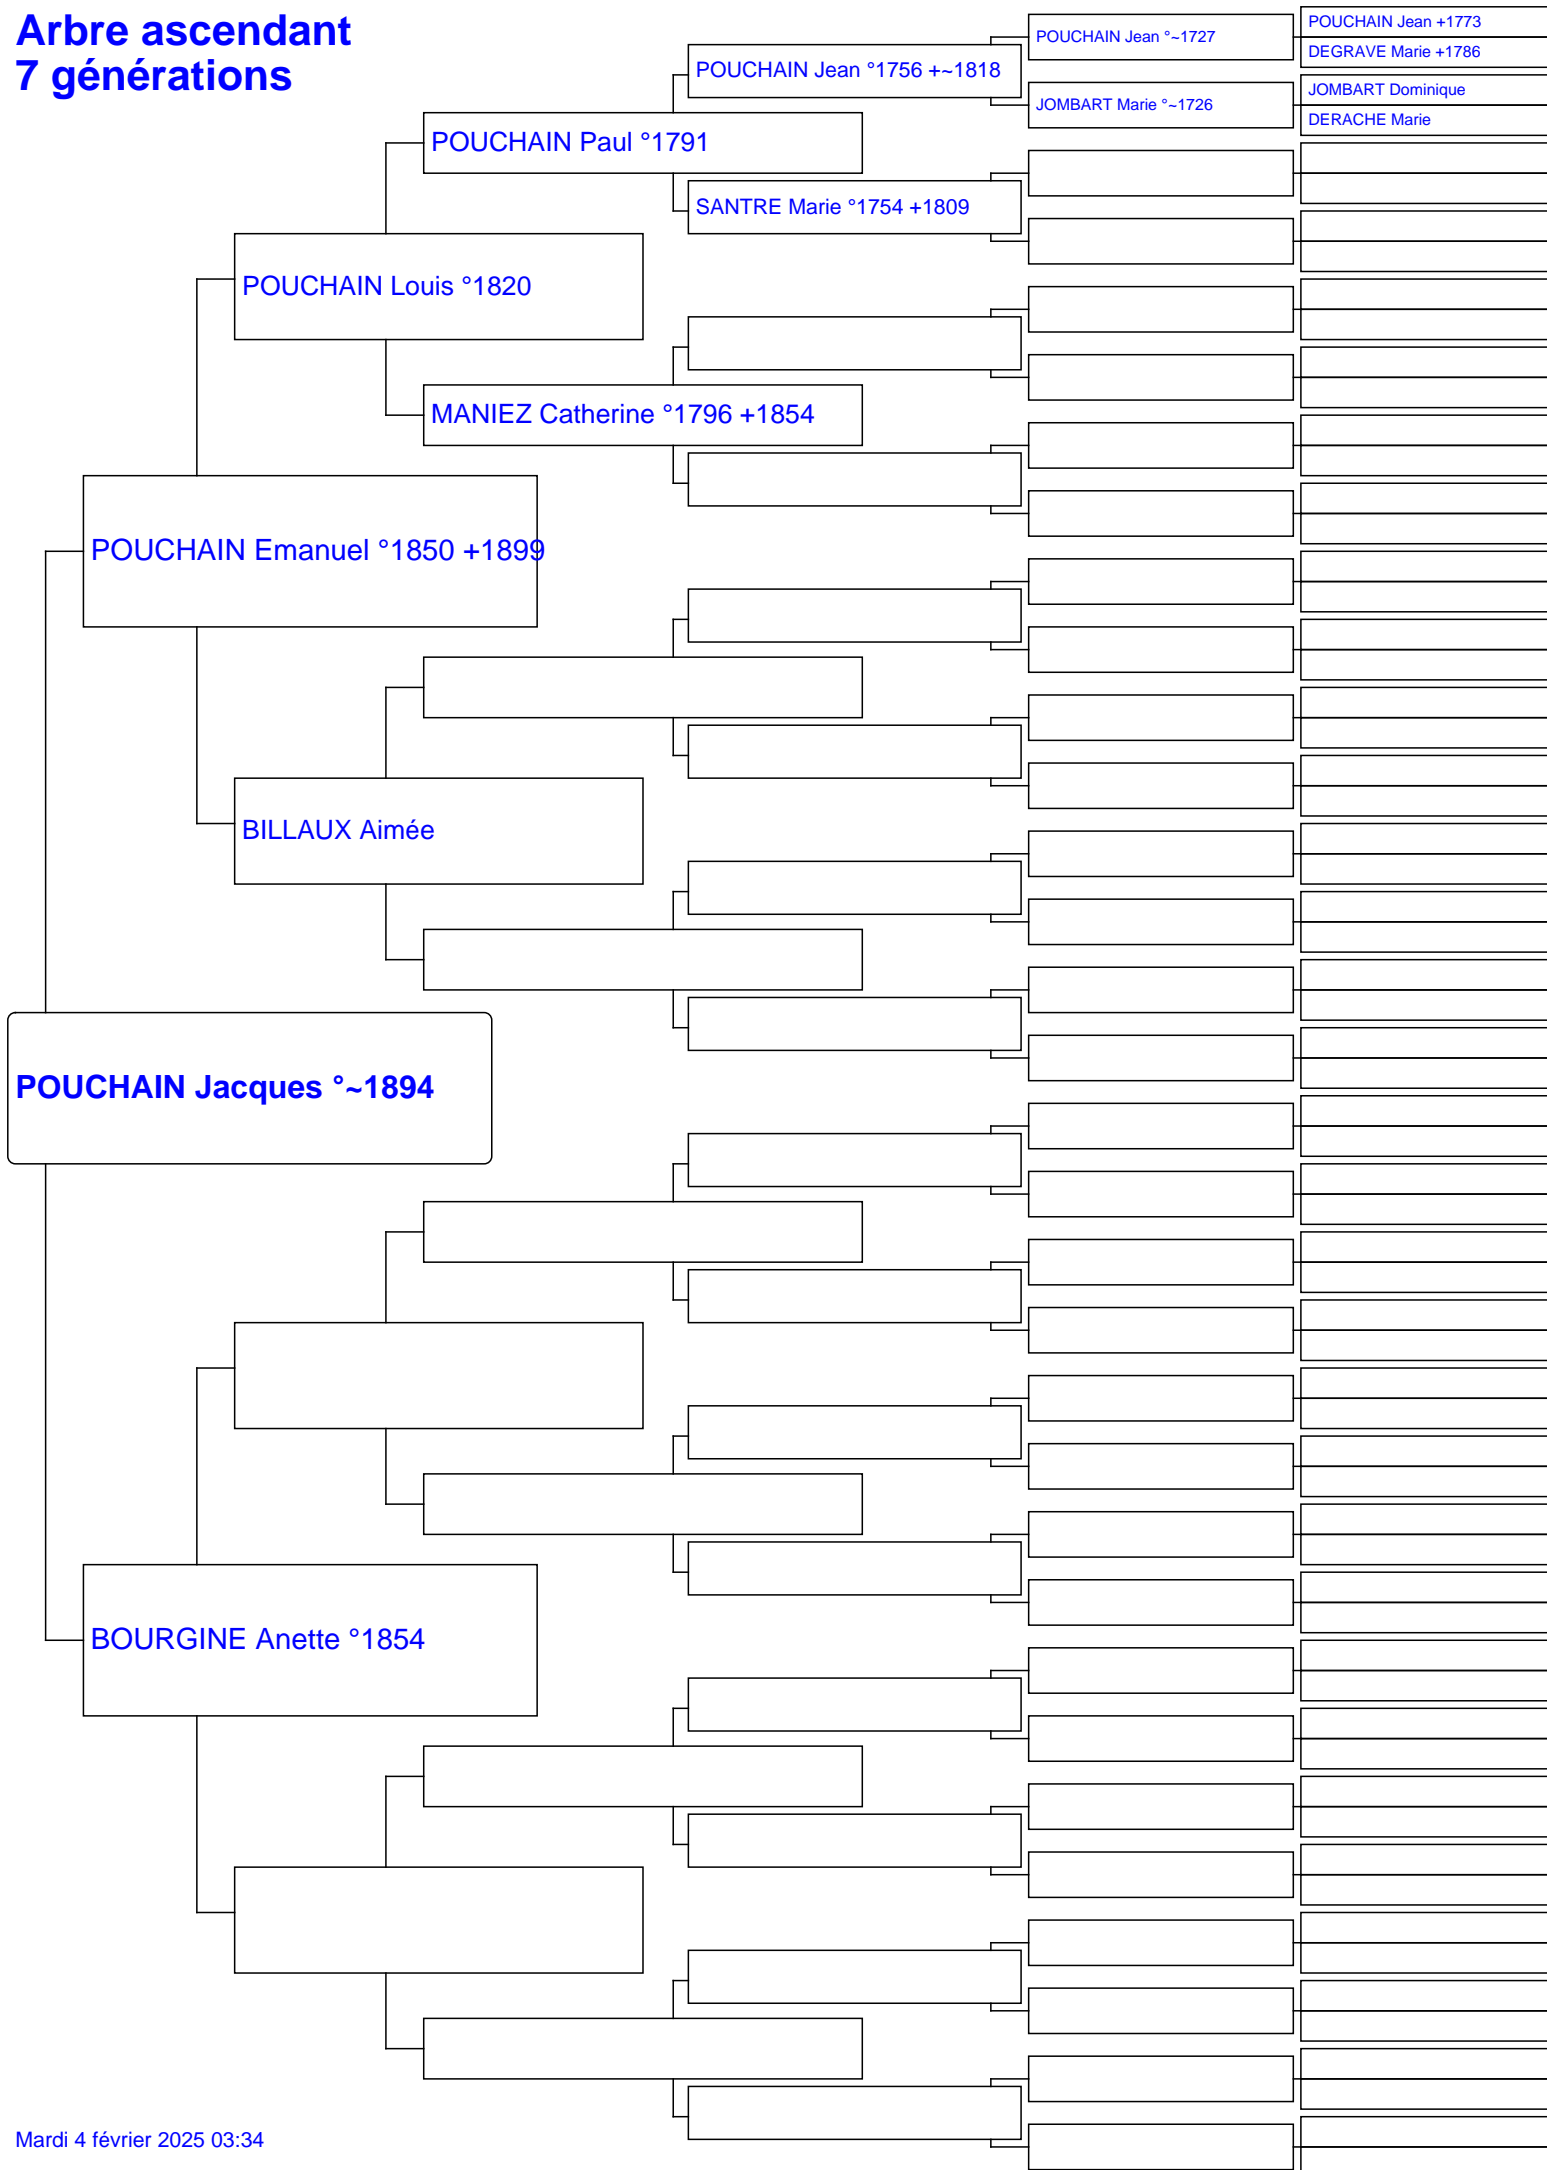 Arbre ascendant
7 générations
POUCHAIN Jean +1773
POUCHAIN Jean °~1727
DEGRAVE Marie +1786
POUCHAIN Jean °1756 +~1818
JOMBART Dominique
JOMBART Marie °~1726
DERACHE Marie
POUCHAIN Paul °1791
SANTRE Marie °1754 +1809
POUCHAIN Louis °1820
MANIEZ Catherine °1796 +1854
POUCHAIN Emanuel °1850 +1899
BILLAUX Aimée
POUCHAIN Jacques °~1894
BOURGINE Anette °1854
Mardi 4 février 2025 03:34